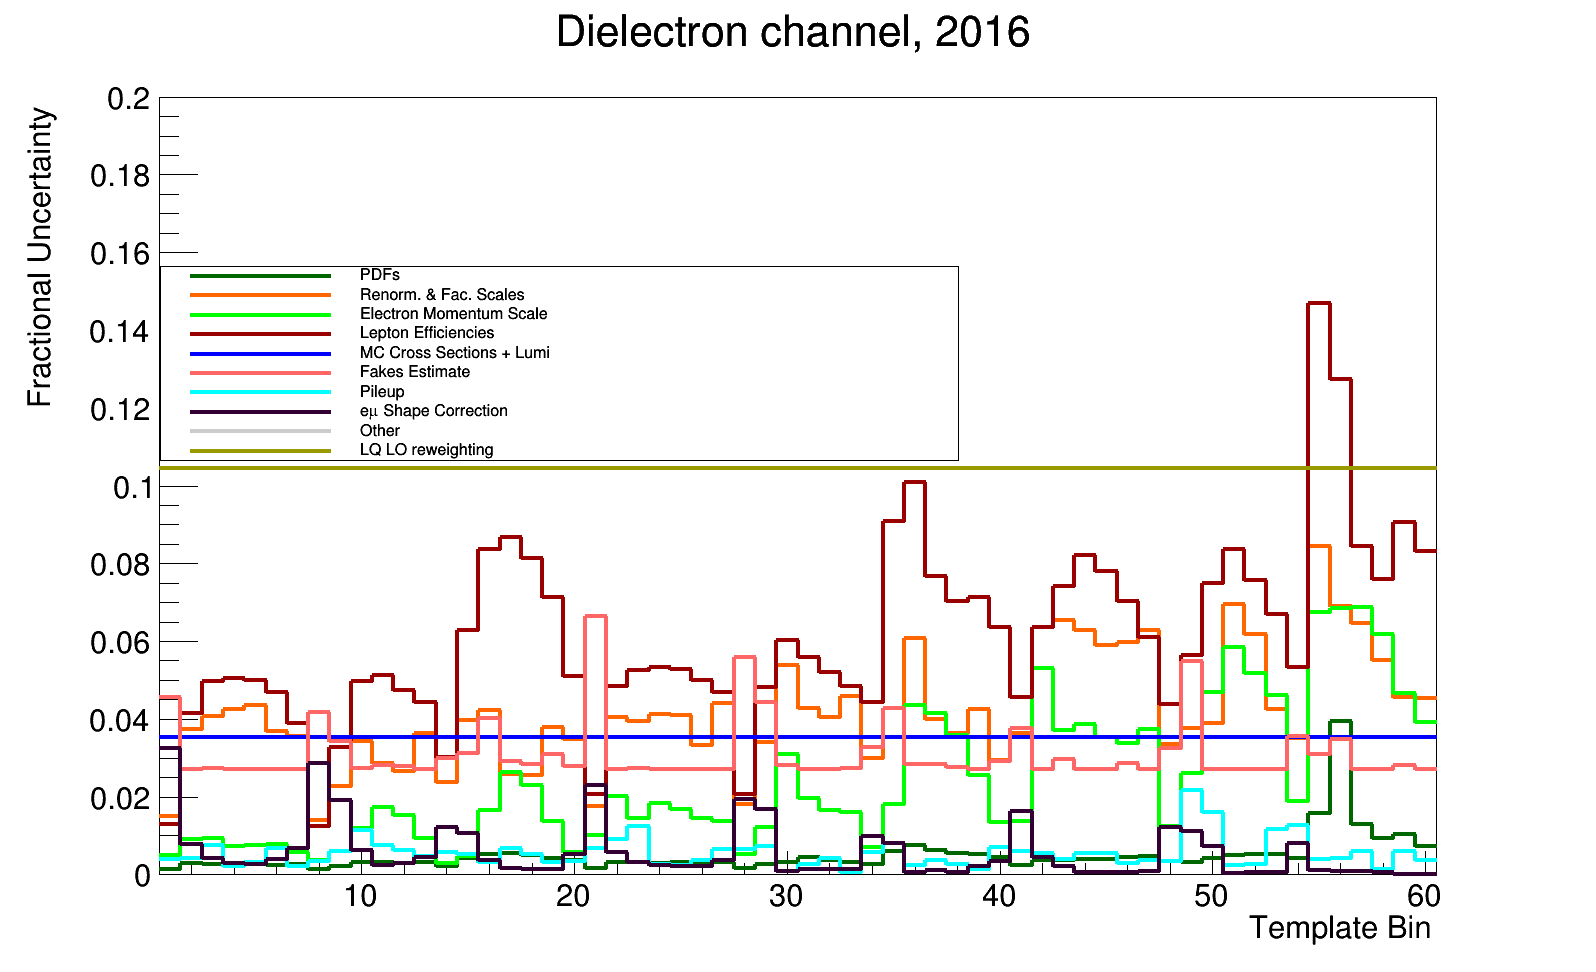 Dielectron channel, 2016
Fractional Uncertainty
0.2
0.18
0.16
0.14
0.12
0.1
0.08
0.06
0.04
0.02
0
PDFs
Renorm. & Fac. Scales
Electron Momentum Scale
Lepton Efficiencies
MC Cross Sections + Lumi
Fakes Estimate
Pileup
eμ Shape Correction
Other
LQ LO reweighting
10 20 30 40 50 60
Template Bin